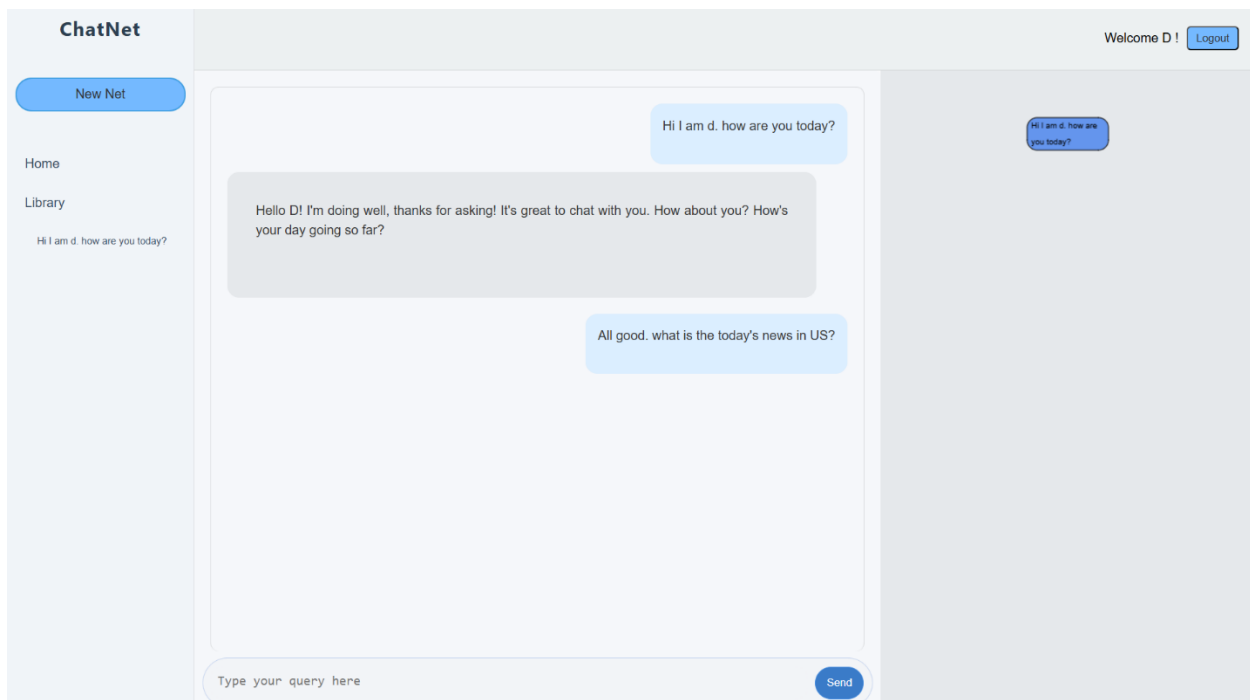 ChatNet
Welcome D !
Logout
New Net
Home
Library
Hi I am d. how are you today?
Hi I am d. how are you today?
Hello D! I'm doing well, thanks for asking! It's great to chat with you. How about you? How's
your day going so far?
All good. what is the today's news in US?
Type your query here
Send
Hi I am d. how are
you today?